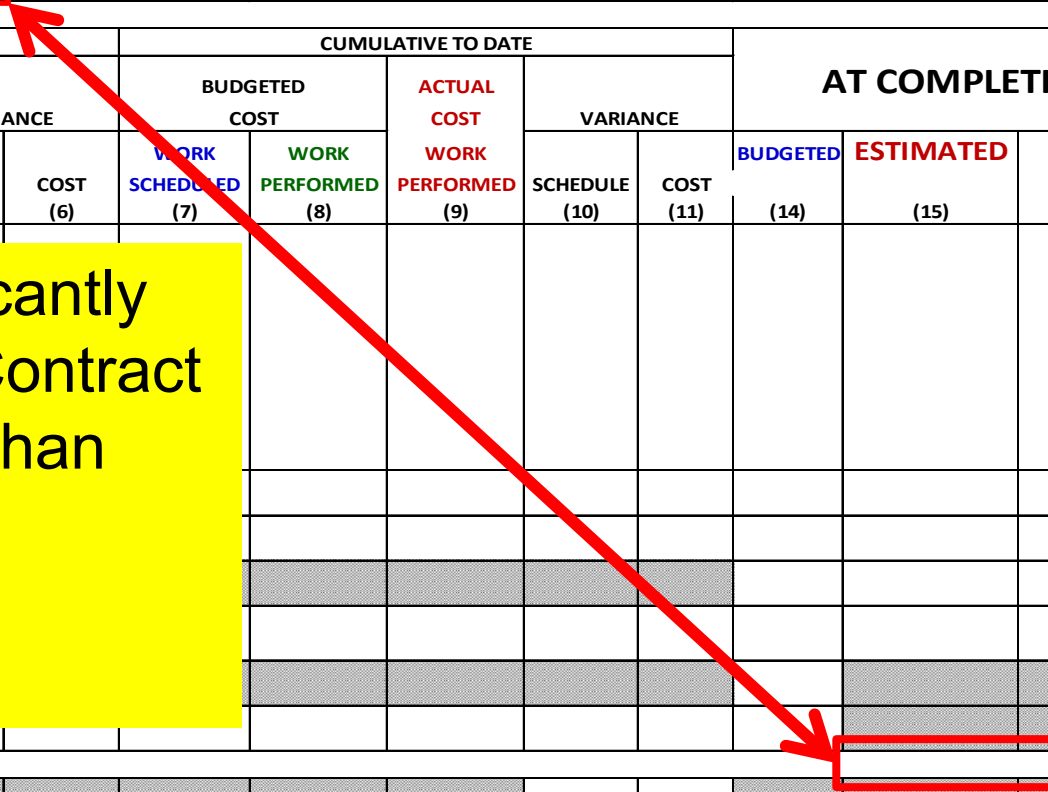 CUMULATIVE TO DATE
BUDGETED ACTUAL AT COMPLETI
ANCE COST COST VARIANCE
WORK WORK WORK BUDGETED ESTIMATED
COST SCHEDULED PERFORMED PERFORMED SCHEDULE COST
(6) (7) (8) (9) (10) (11) (14) (15)
cantly
Contract
han